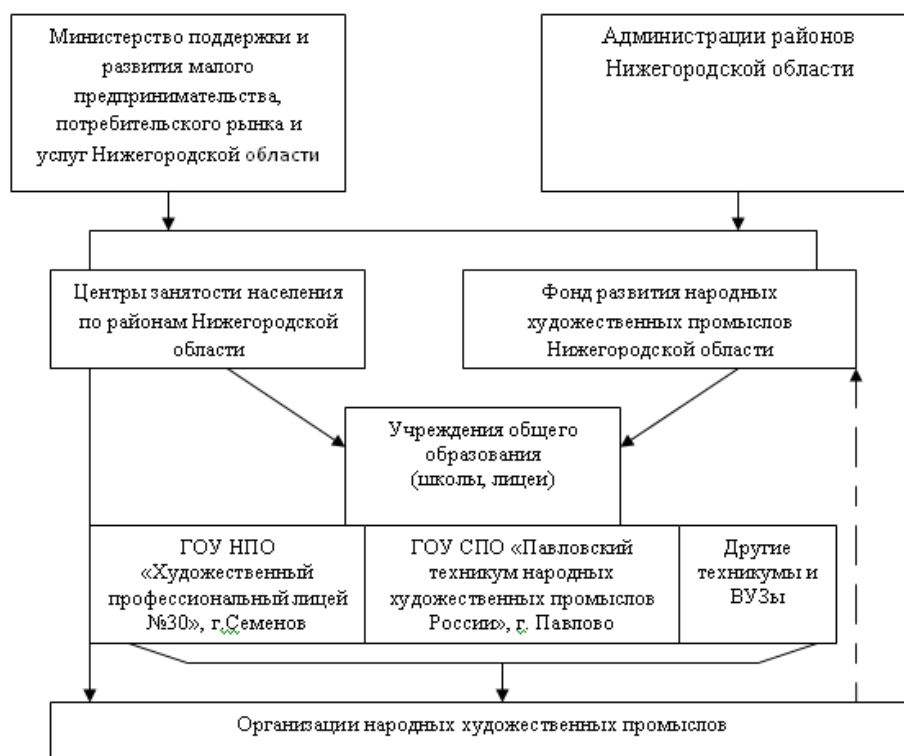 Министерство поддержки и
развития малого
предпринимательства,
потребительского рынка и
услуг Нижегородской области
Администрации районов
Нижегородской области
Центры занятости населения
по районам Нижегородской
области
Фонд развития народных
художественных промыслов
Нижегородской области
Учреждения общего
образования
(школы, лицеи)
ГОУ НПО
«Художественный
профессиональный лицей
№30», г.Семенов
ГОУ СПО «Павловский
техникум народных
художественных промыслов
России», г. Павлово
Другие
техникумы и
ВУЗы
Организации народных художественных промыслов